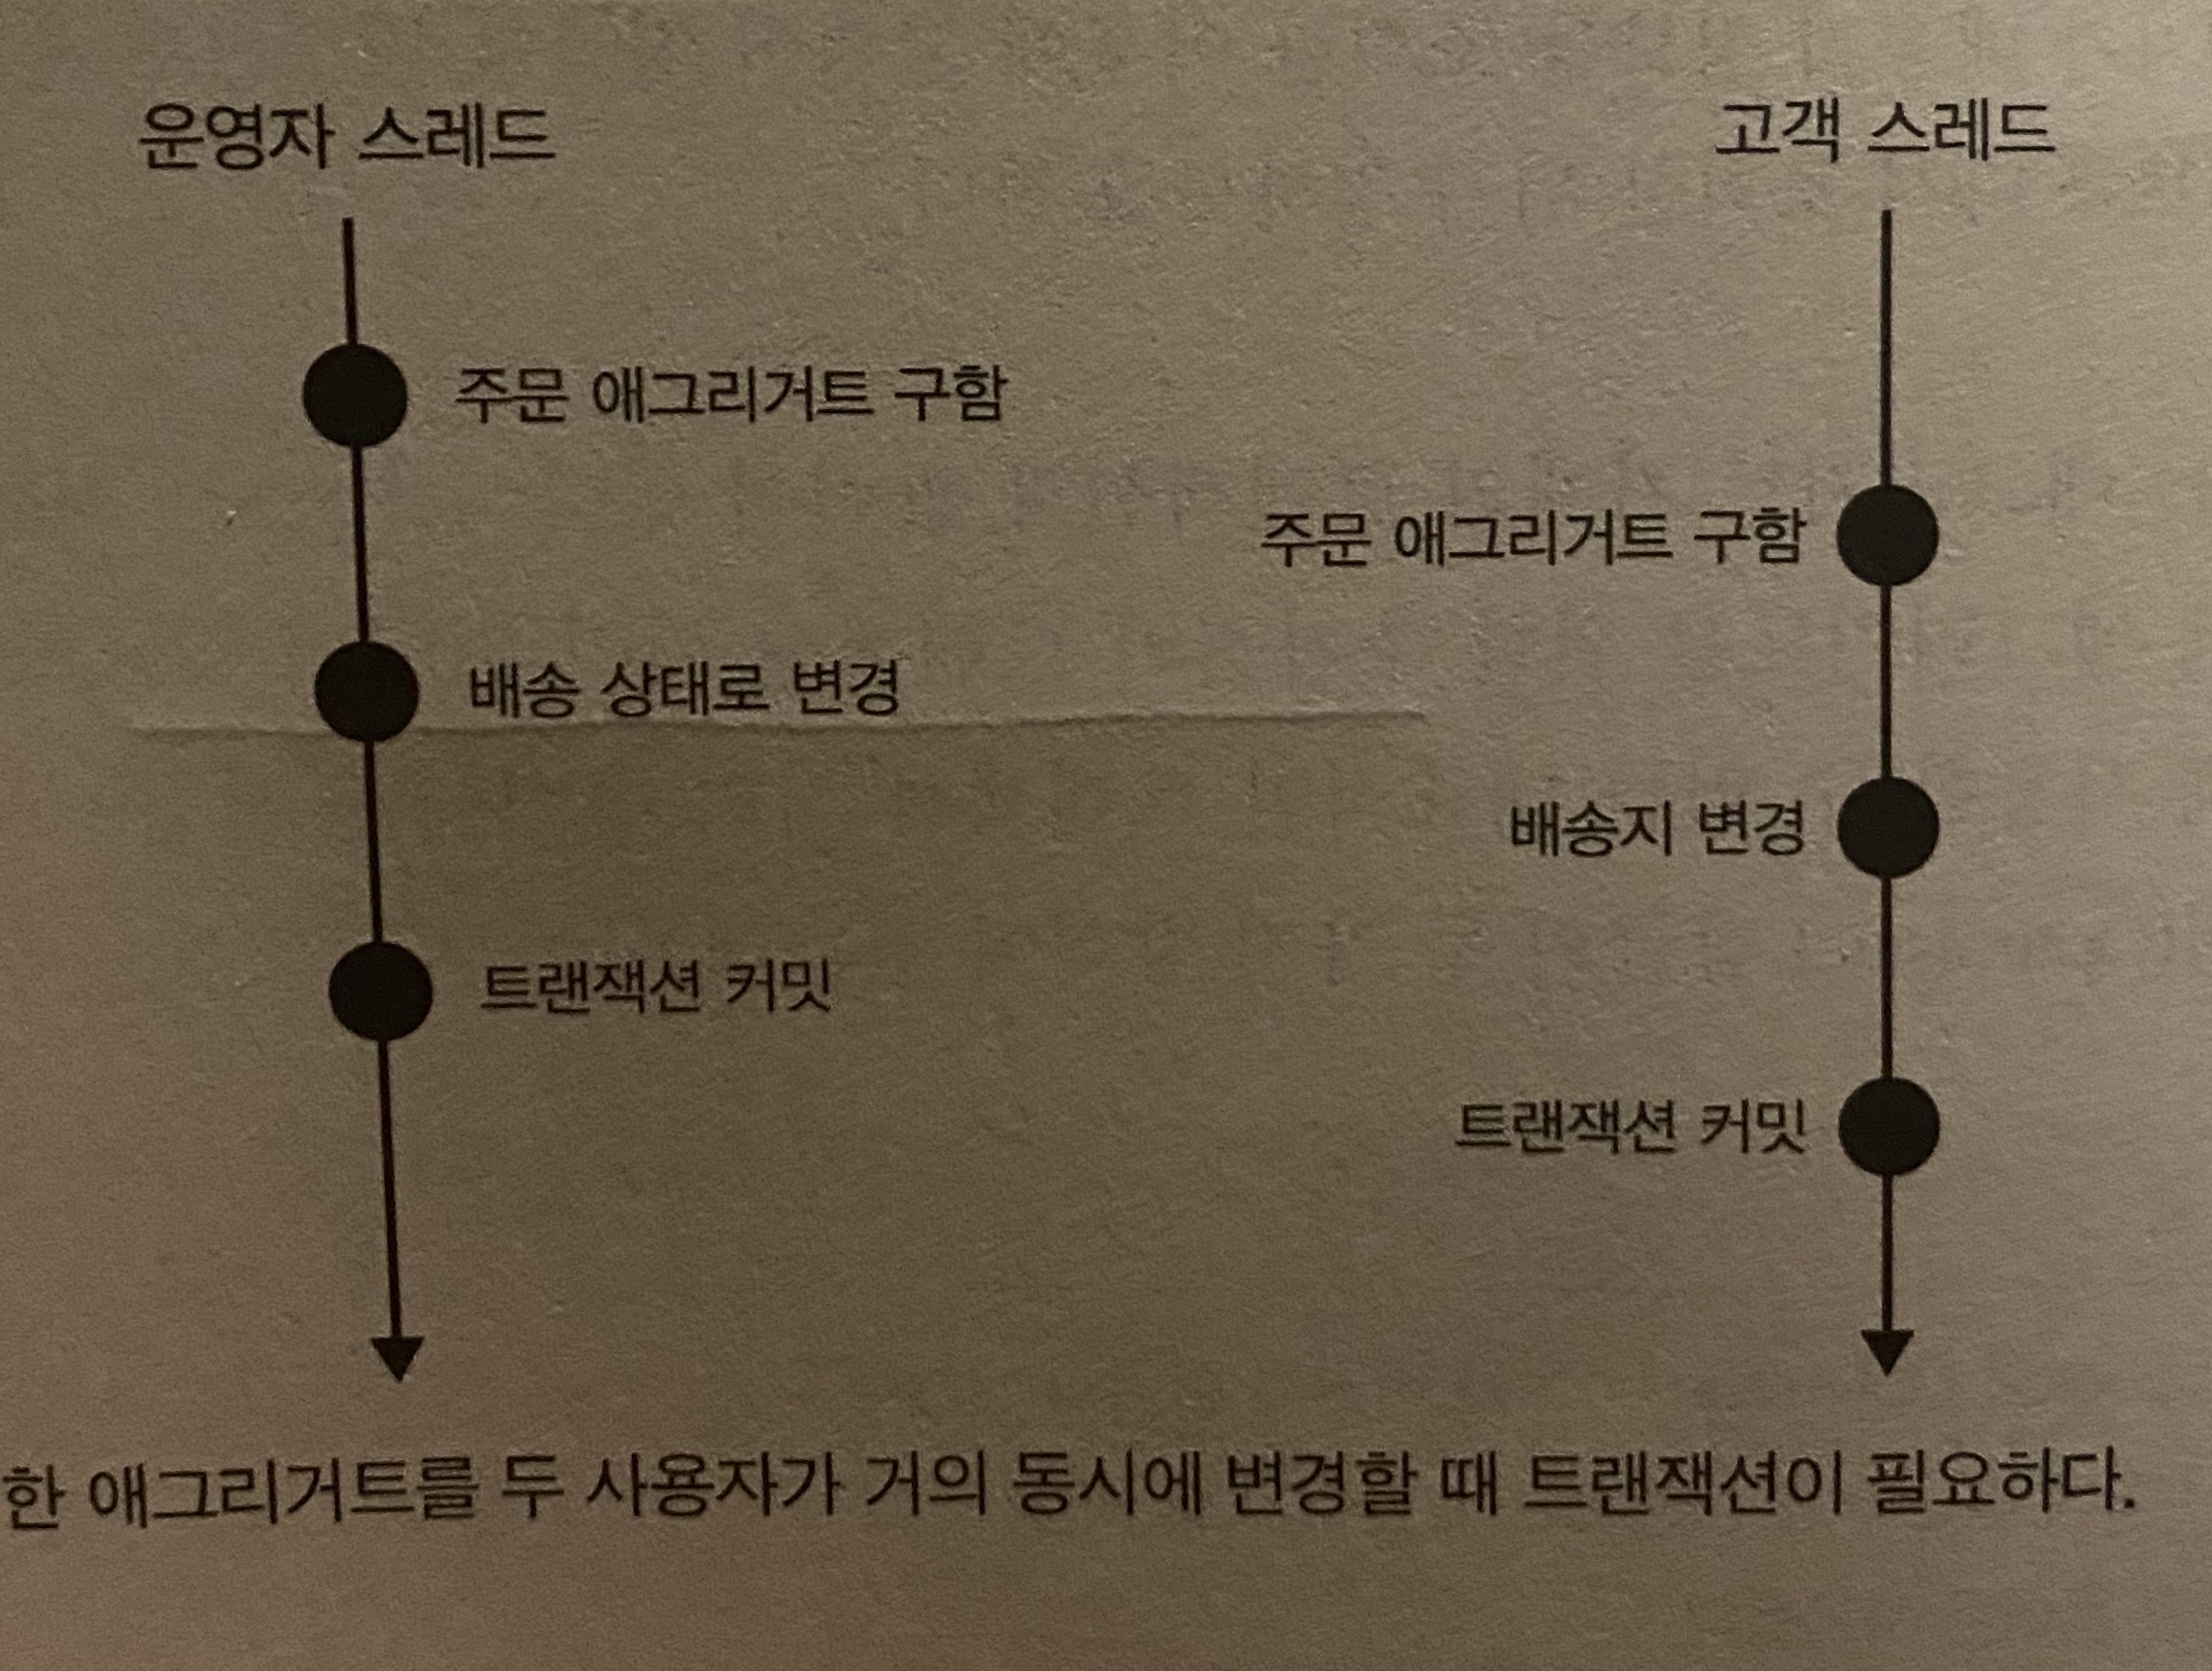 운영자 스레드
고객 스레드
주문 애그리거트 구함
주문 애그리거트 구함
배송 상태로 변경
배송지 변경
트랜잭션 커밋
트랜잭션 커밋
한 애그리거트를 두 사용자가 거의 동시에 변경할 때 트랜잭션이 필요하다.